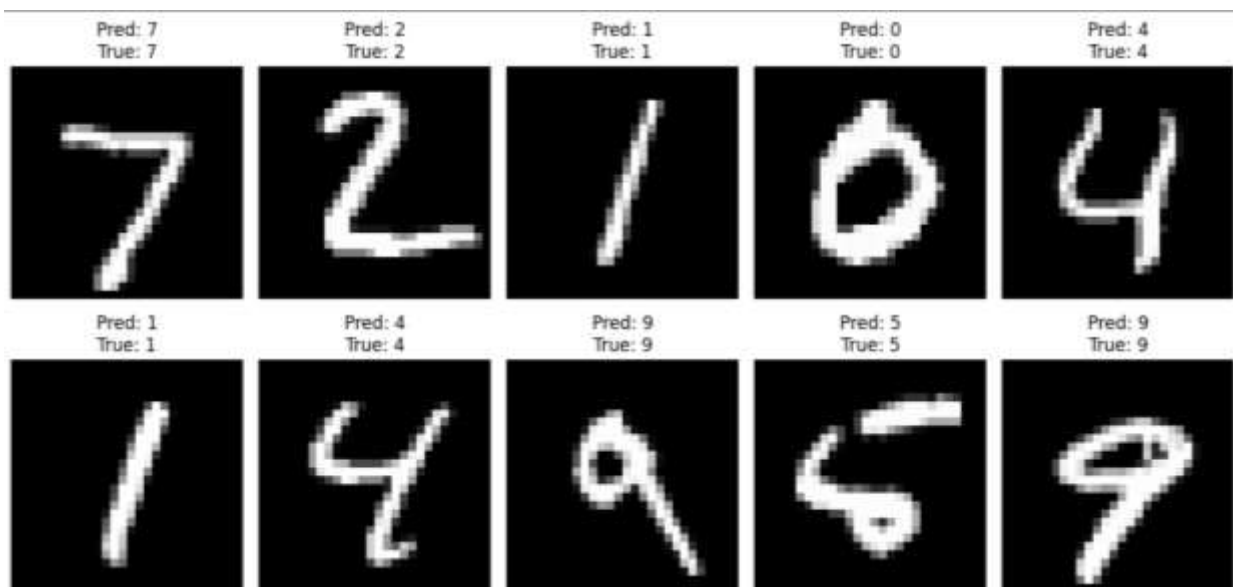 Pred: 7 Pred: 2 Pred: 1 Pred: 0 Pred: 4
True: 7 True: 2 True: 1 True: 0 True: 4
7 2 1 0 4
Pred: 1 Pred: 4 Pred: 9 Pred: 5 Pred: 9
True: 1 True: 4 True: 9 True: 5 True: 9
1 4 9 5 9